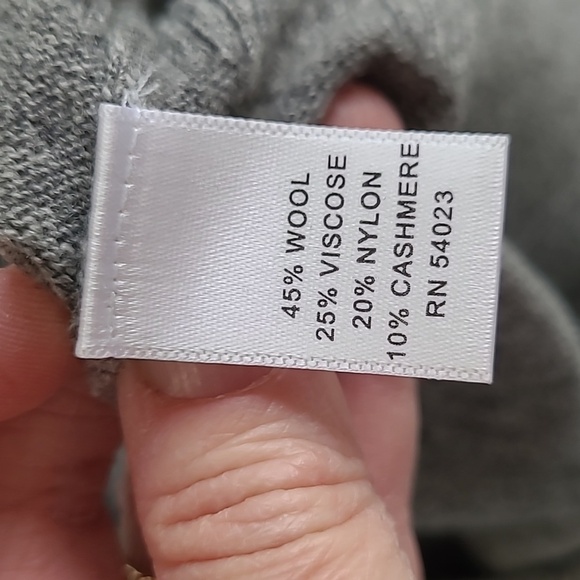 45% WOOL
25% VISCOSE
20% NYLON
10% CASHMERE
RN 54023